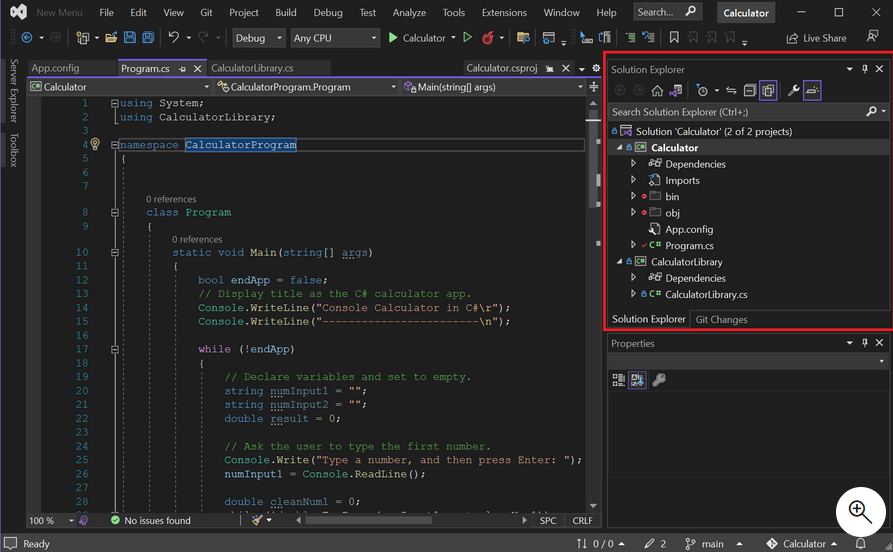 New Menu File Edit View Git Project Build Debug Test Analyze Tools Extensions Window Help Search... Calculator
Debug Any CPU Calculator Live Share
Server Explorer
Toolbox
App.config Program.cs CalculatorLibrary.cs Calculator.csproj
Calculator CalculatorProgram.Program Main(string[] args)
1 using System;
2 using CalculatorLibrary;
3
4 namespace CalculatorProgram
5 {
6
7
0 references
8 class Program
9 {
0 references
10 static void Main(string[] args)
11 {
12 bool endApp = false;
13 // Display title as the C# calculator app.
14 Console.WriteLine("Console Calculator in C#\r");
15 Console.WriteLine("------------------------\n");
16
17 while (!endApp)
18 {
19 // Declare variables and set to empty.
20 string numInput1 = "";
21 string numInput2 = "";
22 double result = 0;
23
24 // Ask the user to type the first number.
25 Console.Write("Type a number, and then press Enter: ");
26 numInput1 = Console.ReadLine();
27
28 double cleanNum1 = 0;
100 % No issues found SPC CRLF
Solution Explorer
Search Solution Explorer (Ctrl+;)
Solution 'Calculator' (2 of 2 projects)
Calculator
Dependencies
Imports
bin
obj
App.config
C# Program.cs
CalculatorLibrary
Dependencies
C# CalculatorLibrary.cs
Solution Explorer Git Changes
Properties
Ready 0 / 0 2 main Calculator